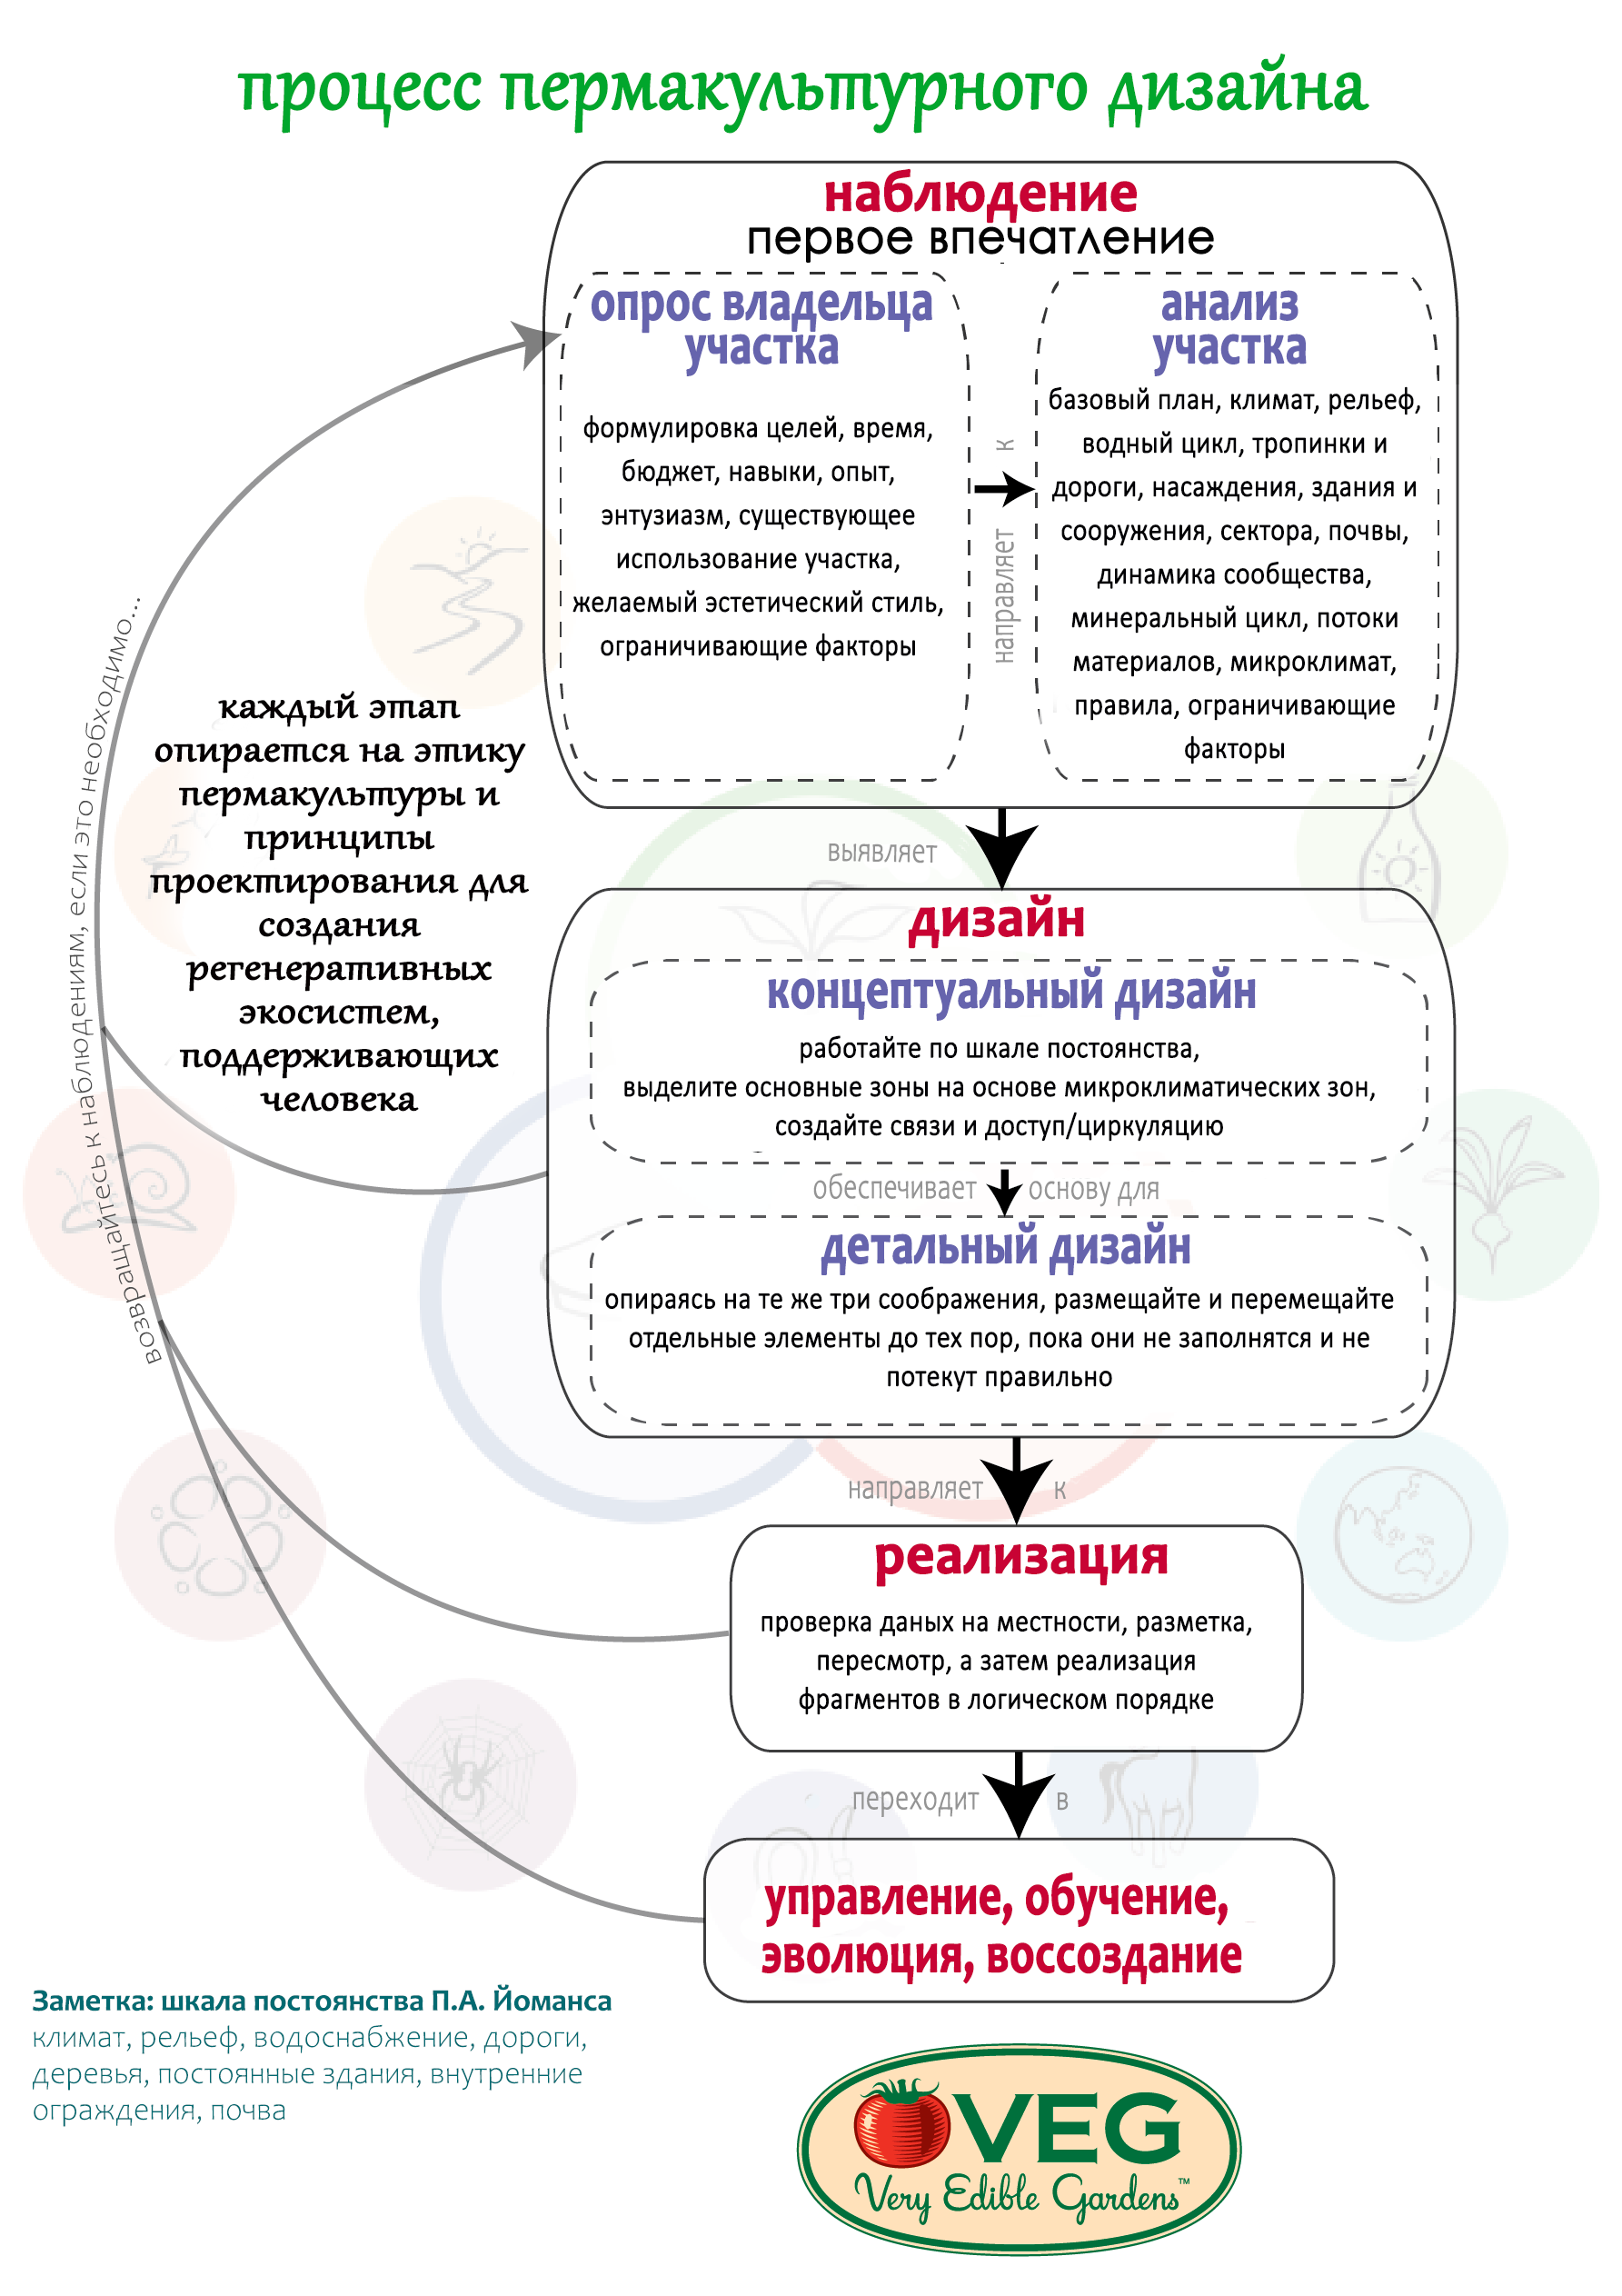 процесс пермакультурного дизайна
наблюдение
первое впечатление
опрос владельца
участка
формулировка целей, время,
бюджет, навыки, опыт,
энтузиазм, существующее
использование участка,
желаемый эстетический стиль,
ограничивающие факторы
направляет к
анализ
участка
базовый план, климат, рельеф,
водный цикл, тропинки и
дороги, насаждения, здания и
сооружения, сектора, почвы,
динамика сообщества,
минеральный цикл, потоки
материалов, микроклимат,
правила, ограничивающие
факторы
возвращайтесь к наблюдениям, если это необходимо...
каждый этап
опирается на этику
пермакультуры и
принципы
проектирования для
создания
регенеративных
экосистем,
поддерживающих
человека
выявляет
дизайн
концептуальный дизайн
работайте по шкале постоянства,
выделите основные зоны на основе микроклиматических зон,
создайте связи и доступ/циркуляцию
обеспечивает основу для
детальный дизайн
опираясь на те же три соображения, размещайте и перемещайте
отдельные элементы до тех пор, пока они не заполнятся и не
потекут правильно
направляет к
реализация
проверка даных на местности, разметка,
пересмотр, а затем реализация
фрагментов в логическом порядке
переходит в
управление, обучение,
эволюция, воссоздание
Заметка: шкала постоянства П.А. Йоманса
климат, рельеф, водоснабжение, дороги,
деревья, постоянные здания, внутренние
ограждения, почва
VEG
Very Edible Gardens™